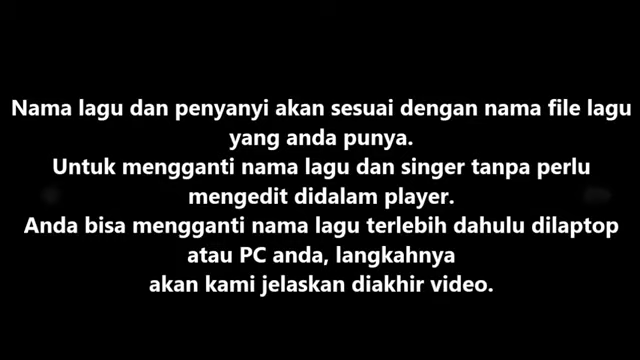 Nama lagu dan penyanyi akan sesuai dengan nama file lagu
yang anda punya.
Untuk mengganti nama lagu dan singer tanpa perlu
mengedit didalam player.
Anda bisa mengganti nama lagu terlebih dahulu dilaptop
atau PC anda, langkahnya
akan kami jelaskan diakhir video.